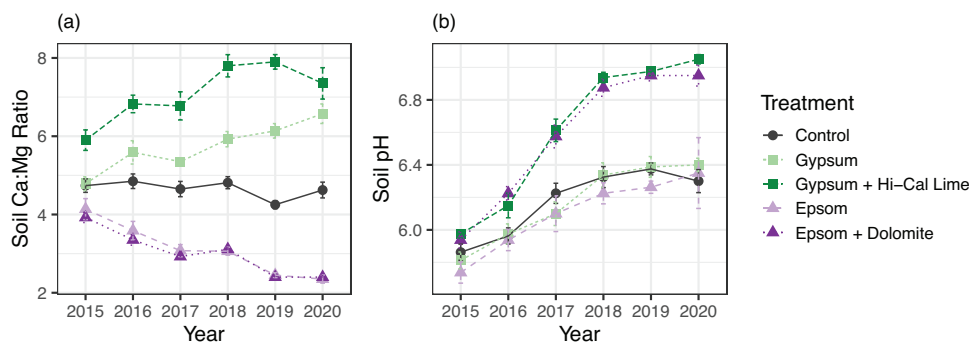 (a)
Soil Ca:Mg Ratio
8
6
4
2
2015 2016 2017 2018 2019 2020
Year
(b)
Soil pH
6.8
6.4
6.0
2015 2016 2017 2018 2019 2020
Year
Treatment
Control
Gypsum
Gypsum + Hi-Cal Lime
Epsom
Epsom + Dolomite